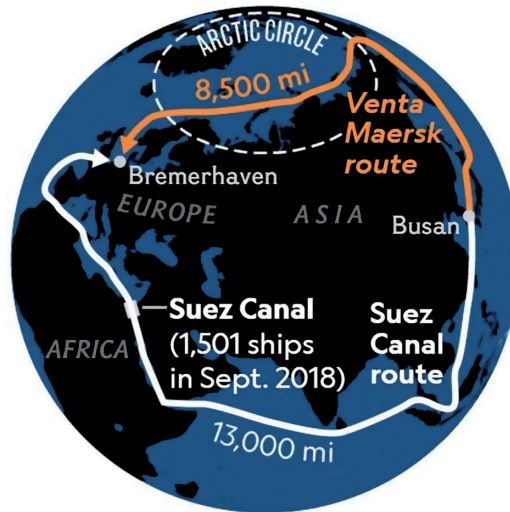 ARCTIC CIRCLE
8,500 mi
Venta
Maersk
route
Bremerhaven
EUROPE
ASIA
Busan
Suez Canal
(1,501 ships
in Sept. 2018)
Suez
Canal
route
AFRICA
13,000 mi